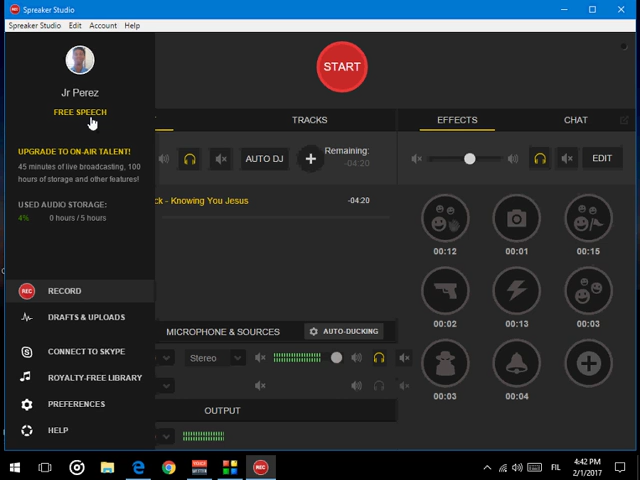 Spreaker Studio
Spreaker Studio Edit Account Help
Jr Perez
FREE SPEECH
UPGRADE TO ON-AIR TALENT!
45 minutes of live broadcasting, 100
hours of storage and other features!
USED AUDIO STORAGE:
4% 0 hours / 5 hours
REC RECORD
DRAFTS & UPLOADS
CONNECT TO SKYPE
ROYALTY-FREE LIBRARY
PREFERENCES
HELP
START
TRACKS
AUTO DJ
Remaining:
-04:20
ck - Knowing You Jesus -04:20
MICROPHONE & SOURCES AUTO-DUCKING
Stereo
OUTPUT
EFFECTS CHAT
EDIT
00:12 00:01 00:15
00:02 00:13 00:03
00:03 00:04
REC
FIL
4:42 PM
2/1/2017